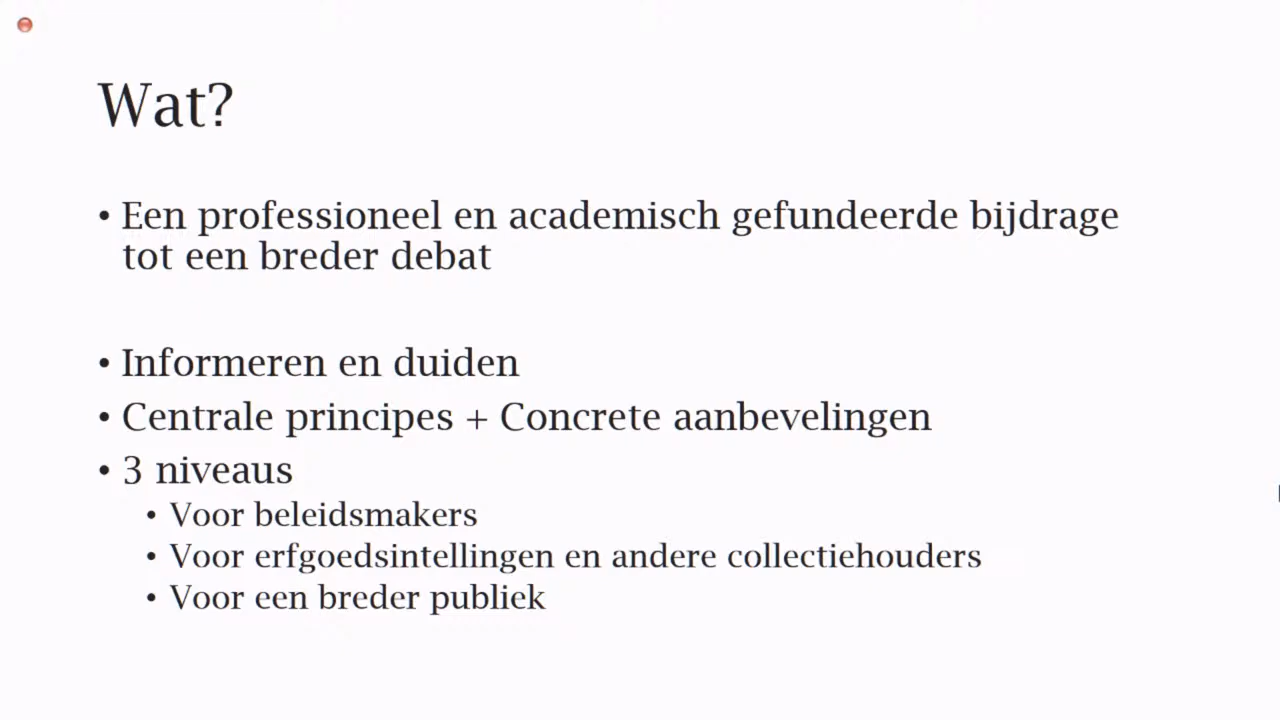 Wat?
• Een professioneel en academisch gefundeerde bijdrage
tot een breder debat
• Informeren en duiden
• Centrale principes + Concrete aanbevelingen
• 3 niveaus
• Voor beleidsmakers
• Voor erfgoedsintellingen en andere collectiehouders
• Voor een breder publiek